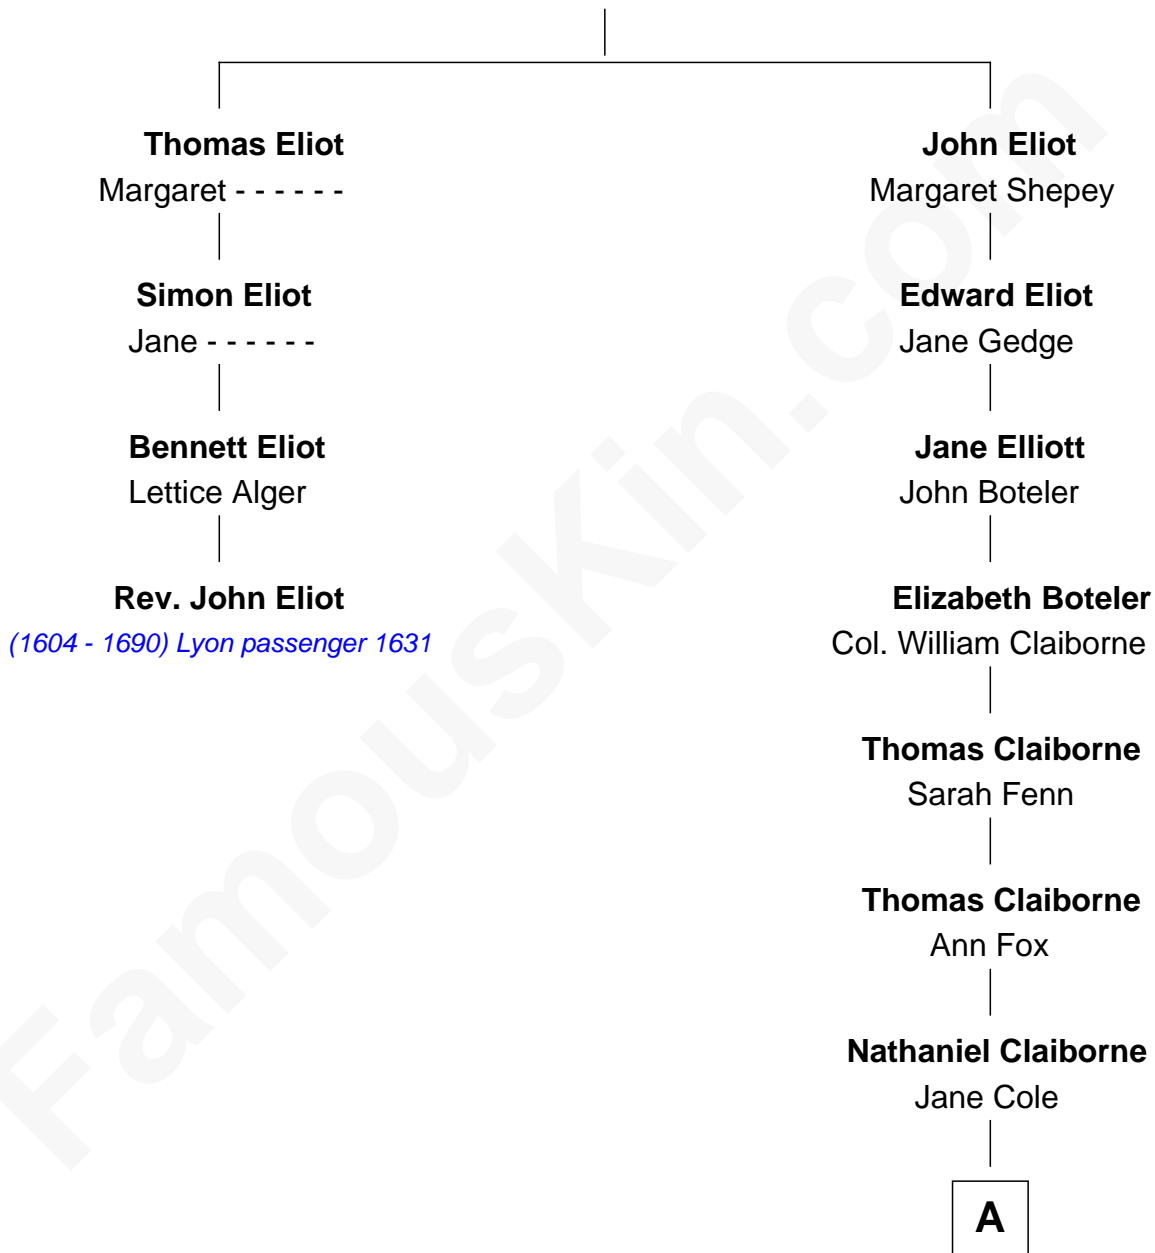 Thomas Eliot
Margaret - - - - - -
Simon Eliot
Jane - - - - - -
Bennett Eliot
Lettice Alger
Rev. John Eliot
(1604 - 1690) Lyon passenger 1631
John Eliot
Margaret Shepey
Edward Eliot
Jane Gedge
Jane Elliott
John Boteler
Elizabeth Boteler
Col. William Claiborne
Thomas Claiborne
Sarah Fenn
Thomas Claiborne
Ann Fox
Nathaniel Claiborne
Jane Cole
A
FamousKin.com